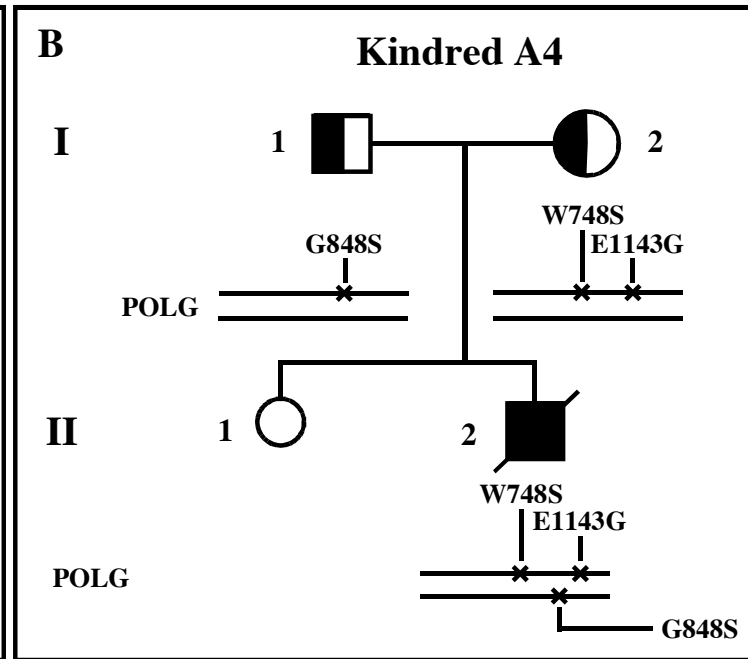 B
Kindred A4
I
1
2
W748S
G848S
E1143G
POLG
II
1
2
W748S
E1143G
POLG
G848S